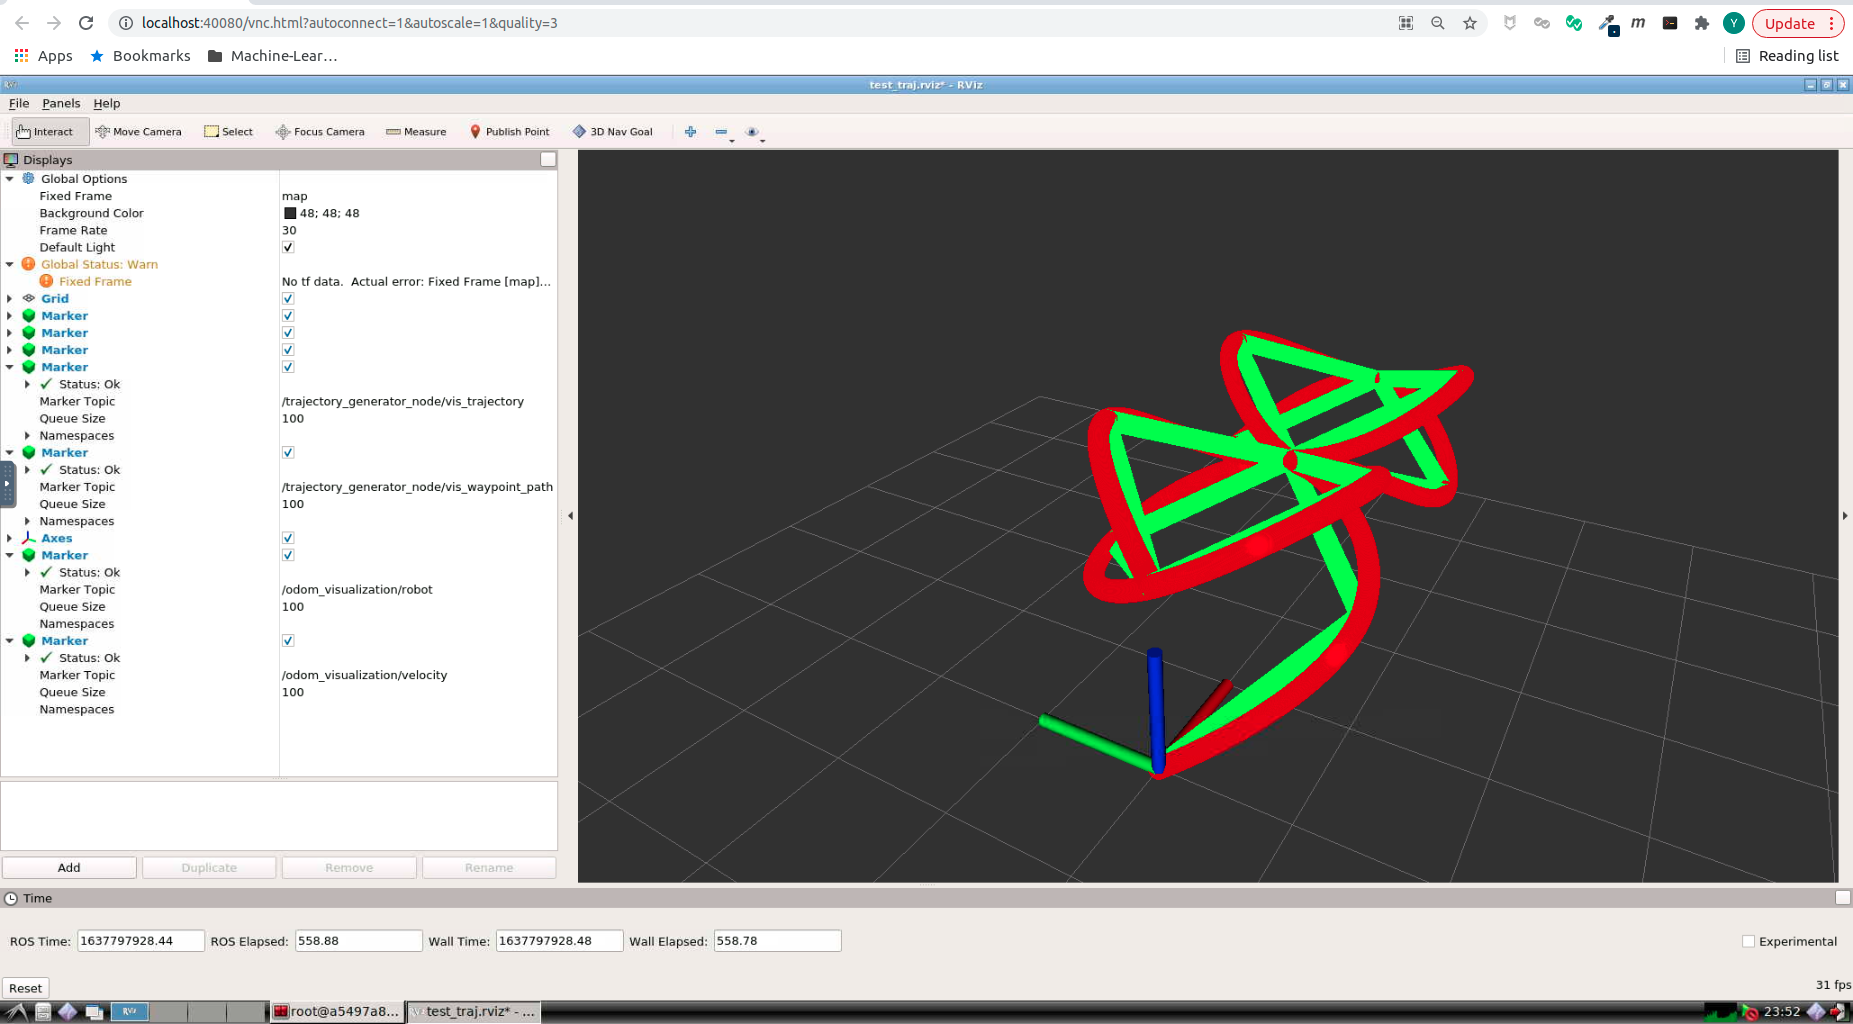 localhost:40080/vnc.html?autoconnect=1&autoscale=1&quality=3
Y
Update
Apps
Bookmarks
Machine-Lear...
Reading list
test_traj.rviz* - RViz
File Panels Help
Interact Move Camera Select Focus Camera Measure Publish Point 3D Nav Goal
Displays
Global Options
Fixed Frame map
Background Color 48; 48; 48
Frame Rate 30
Default Light
Global Status: Warn
Fixed Frame No tf data. Actual error: Fixed Frame [map]...
Grid
Marker
Marker
Marker
Marker
Status: Ok
Marker Topic /trajectory_generator_node/vis_trajectory
Queue Size 100
Namespaces
Marker
Status: Ok
Marker Topic /trajectory_generator_node/vis_waypoint_path
Queue Size 100
Namespaces
Axes
Marker
Status: Ok
Marker Topic /odom_visualization/robot
Queue Size 100
Namespaces
Marker
Status: Ok
Marker Topic /odom_visualization/velocity
Queue Size 100
Namespaces
Add Duplicate Remove Rename
Time
ROS Time: 1637797928.44 ROS Elapsed: 558.88 Wall Time: 1637797928.48 Wall Elapsed: 558.78 Experimental
Reset 31 fps
RViz root@a5497a8... test_traj.rviz* - ... 23:52